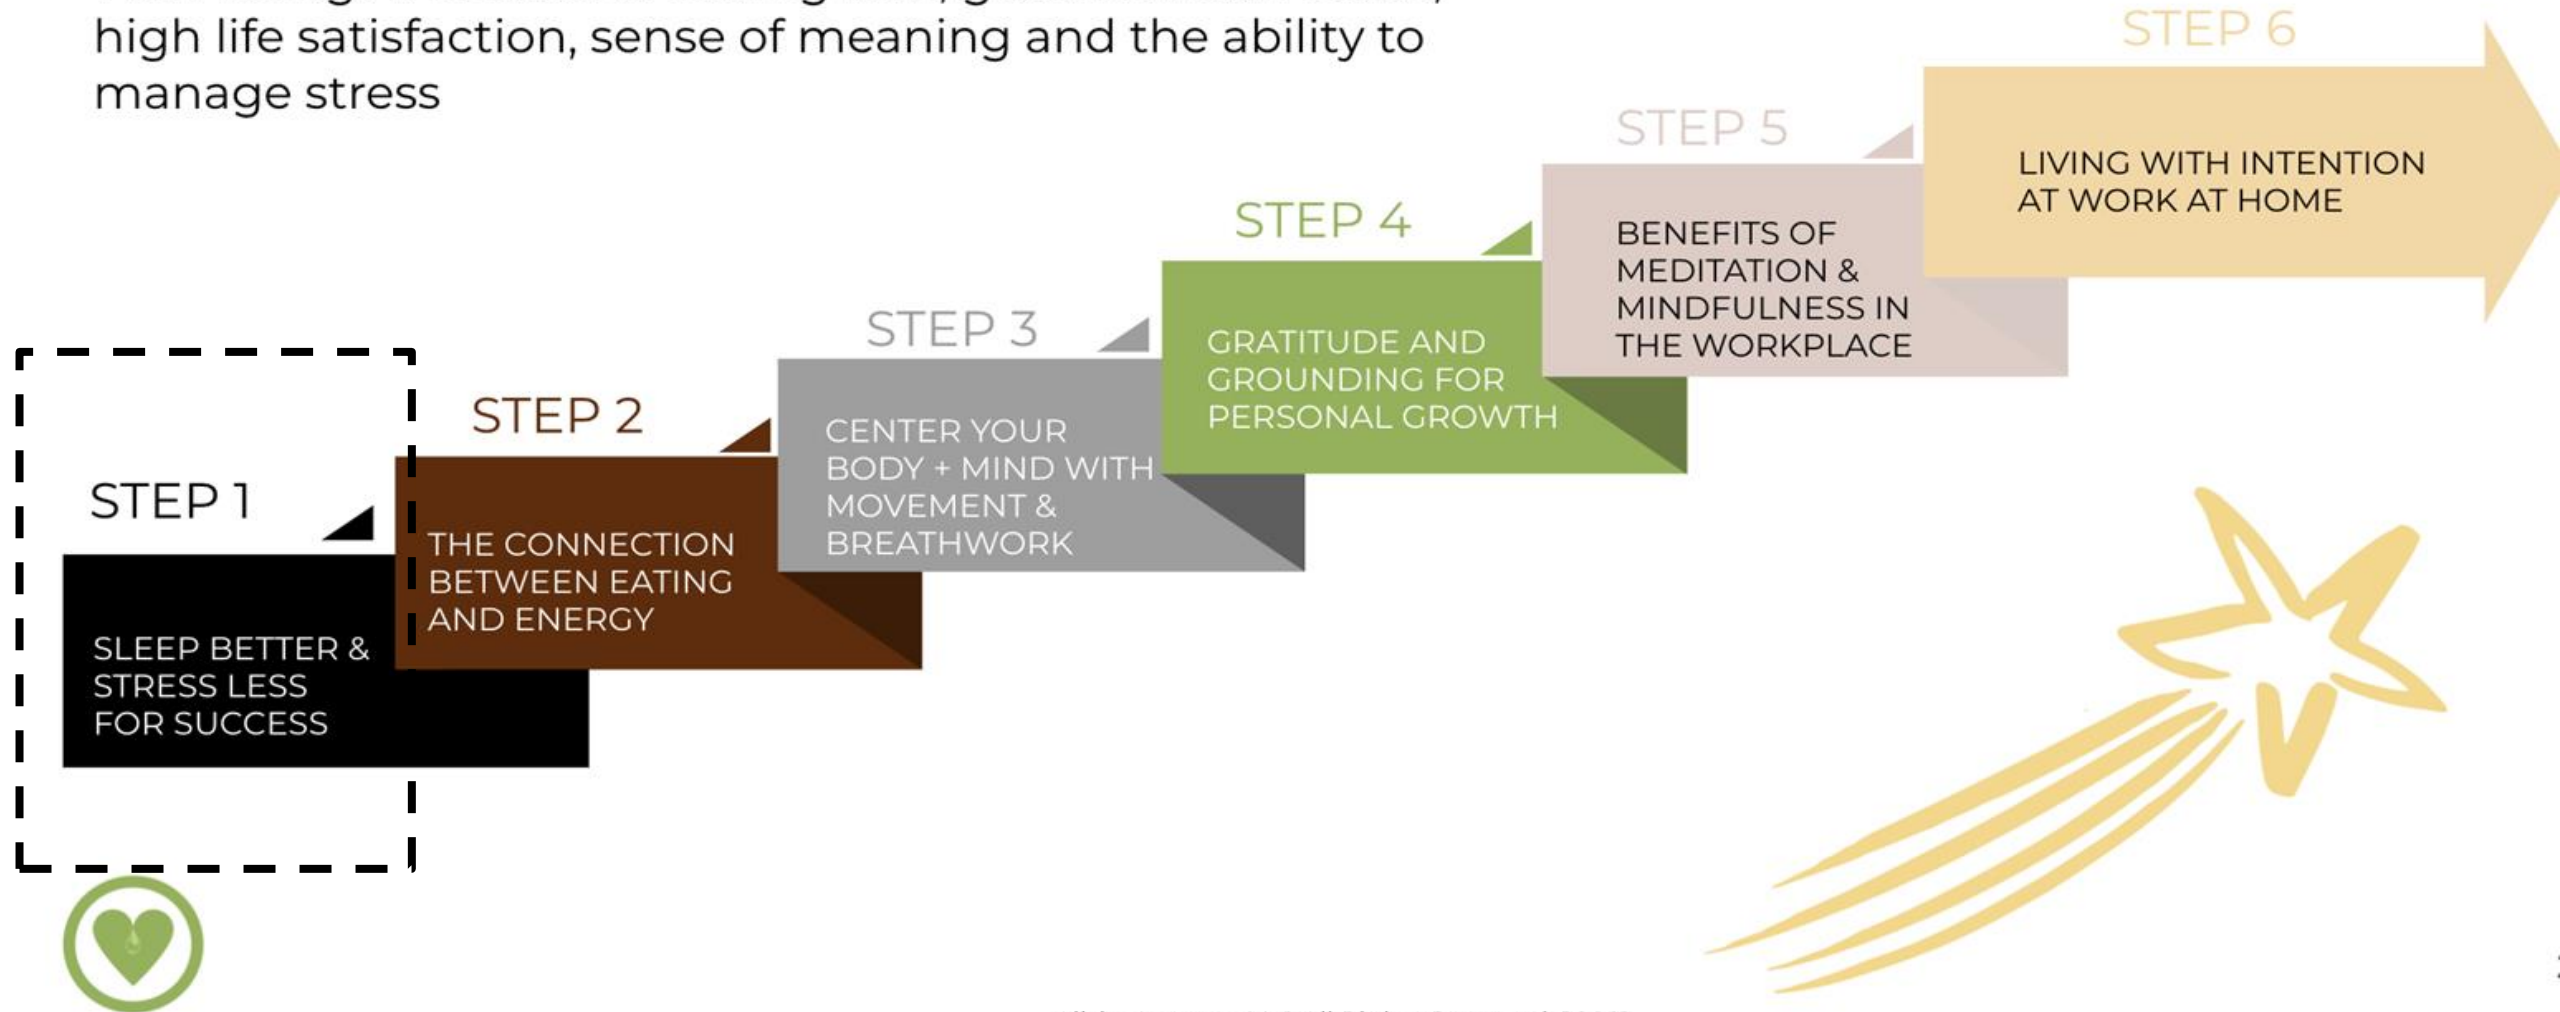 high life satisfaction, sense of meaning and the ability to
manage stress
STEP 1
SLEEP BETTER &
STRESS LESS
FOR SUCCESS
STEP 2
THE CONNECTION
BETWEEN EATING
AND ENERGY
STEP 3
CENTER YOUR
BODY + MIND WITH
MOVEMENT &
BREATHWORK
STEP 4
GRATITUDE AND
GROUNDING FOR
PERSONAL GROWTH
STEP 5
BENEFITS OF
MEDITATION &
MINDFULNESS IN
THE WORKPLACE
STEP 6
LIVING WITH INTENTION
AT WORK AT HOME